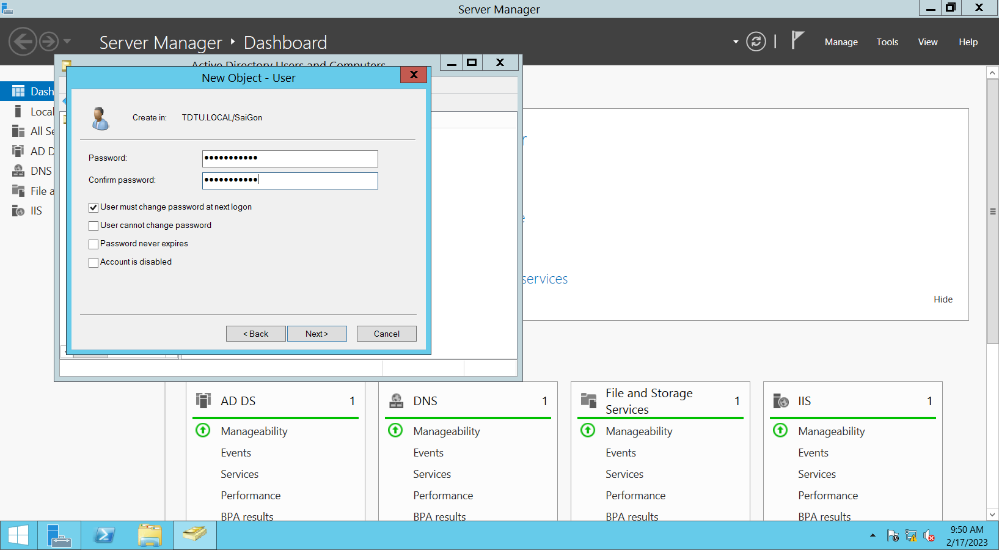 Server Manager
Server Manager ‣ Dashboard
Manage
Tools
View
Help
Active Directory Users and Computers
New Object - User
Create in:
TDTU.LOCAL/SaiGon
Password:
•••••••••••
Confirm password:
•••••••••••
User must change password at next logon
User cannot change password
Password never expires
Account is disabled
< Back
Next >
Cancel
Dash
Local
All Se
AD D
DNS
File a
IIS
services
Hide
AD DS
1
Manageability
Events
Services
Performance
BPA results
DNS
1
Manageability
Events
Services
Performance
BPA results
File and Storage
Services
1
Manageability
Events
Services
Performance
BPA results
IIS
1
Manageability
Events
Services
Performance
BPA results
9:50 AM
2/17/2023